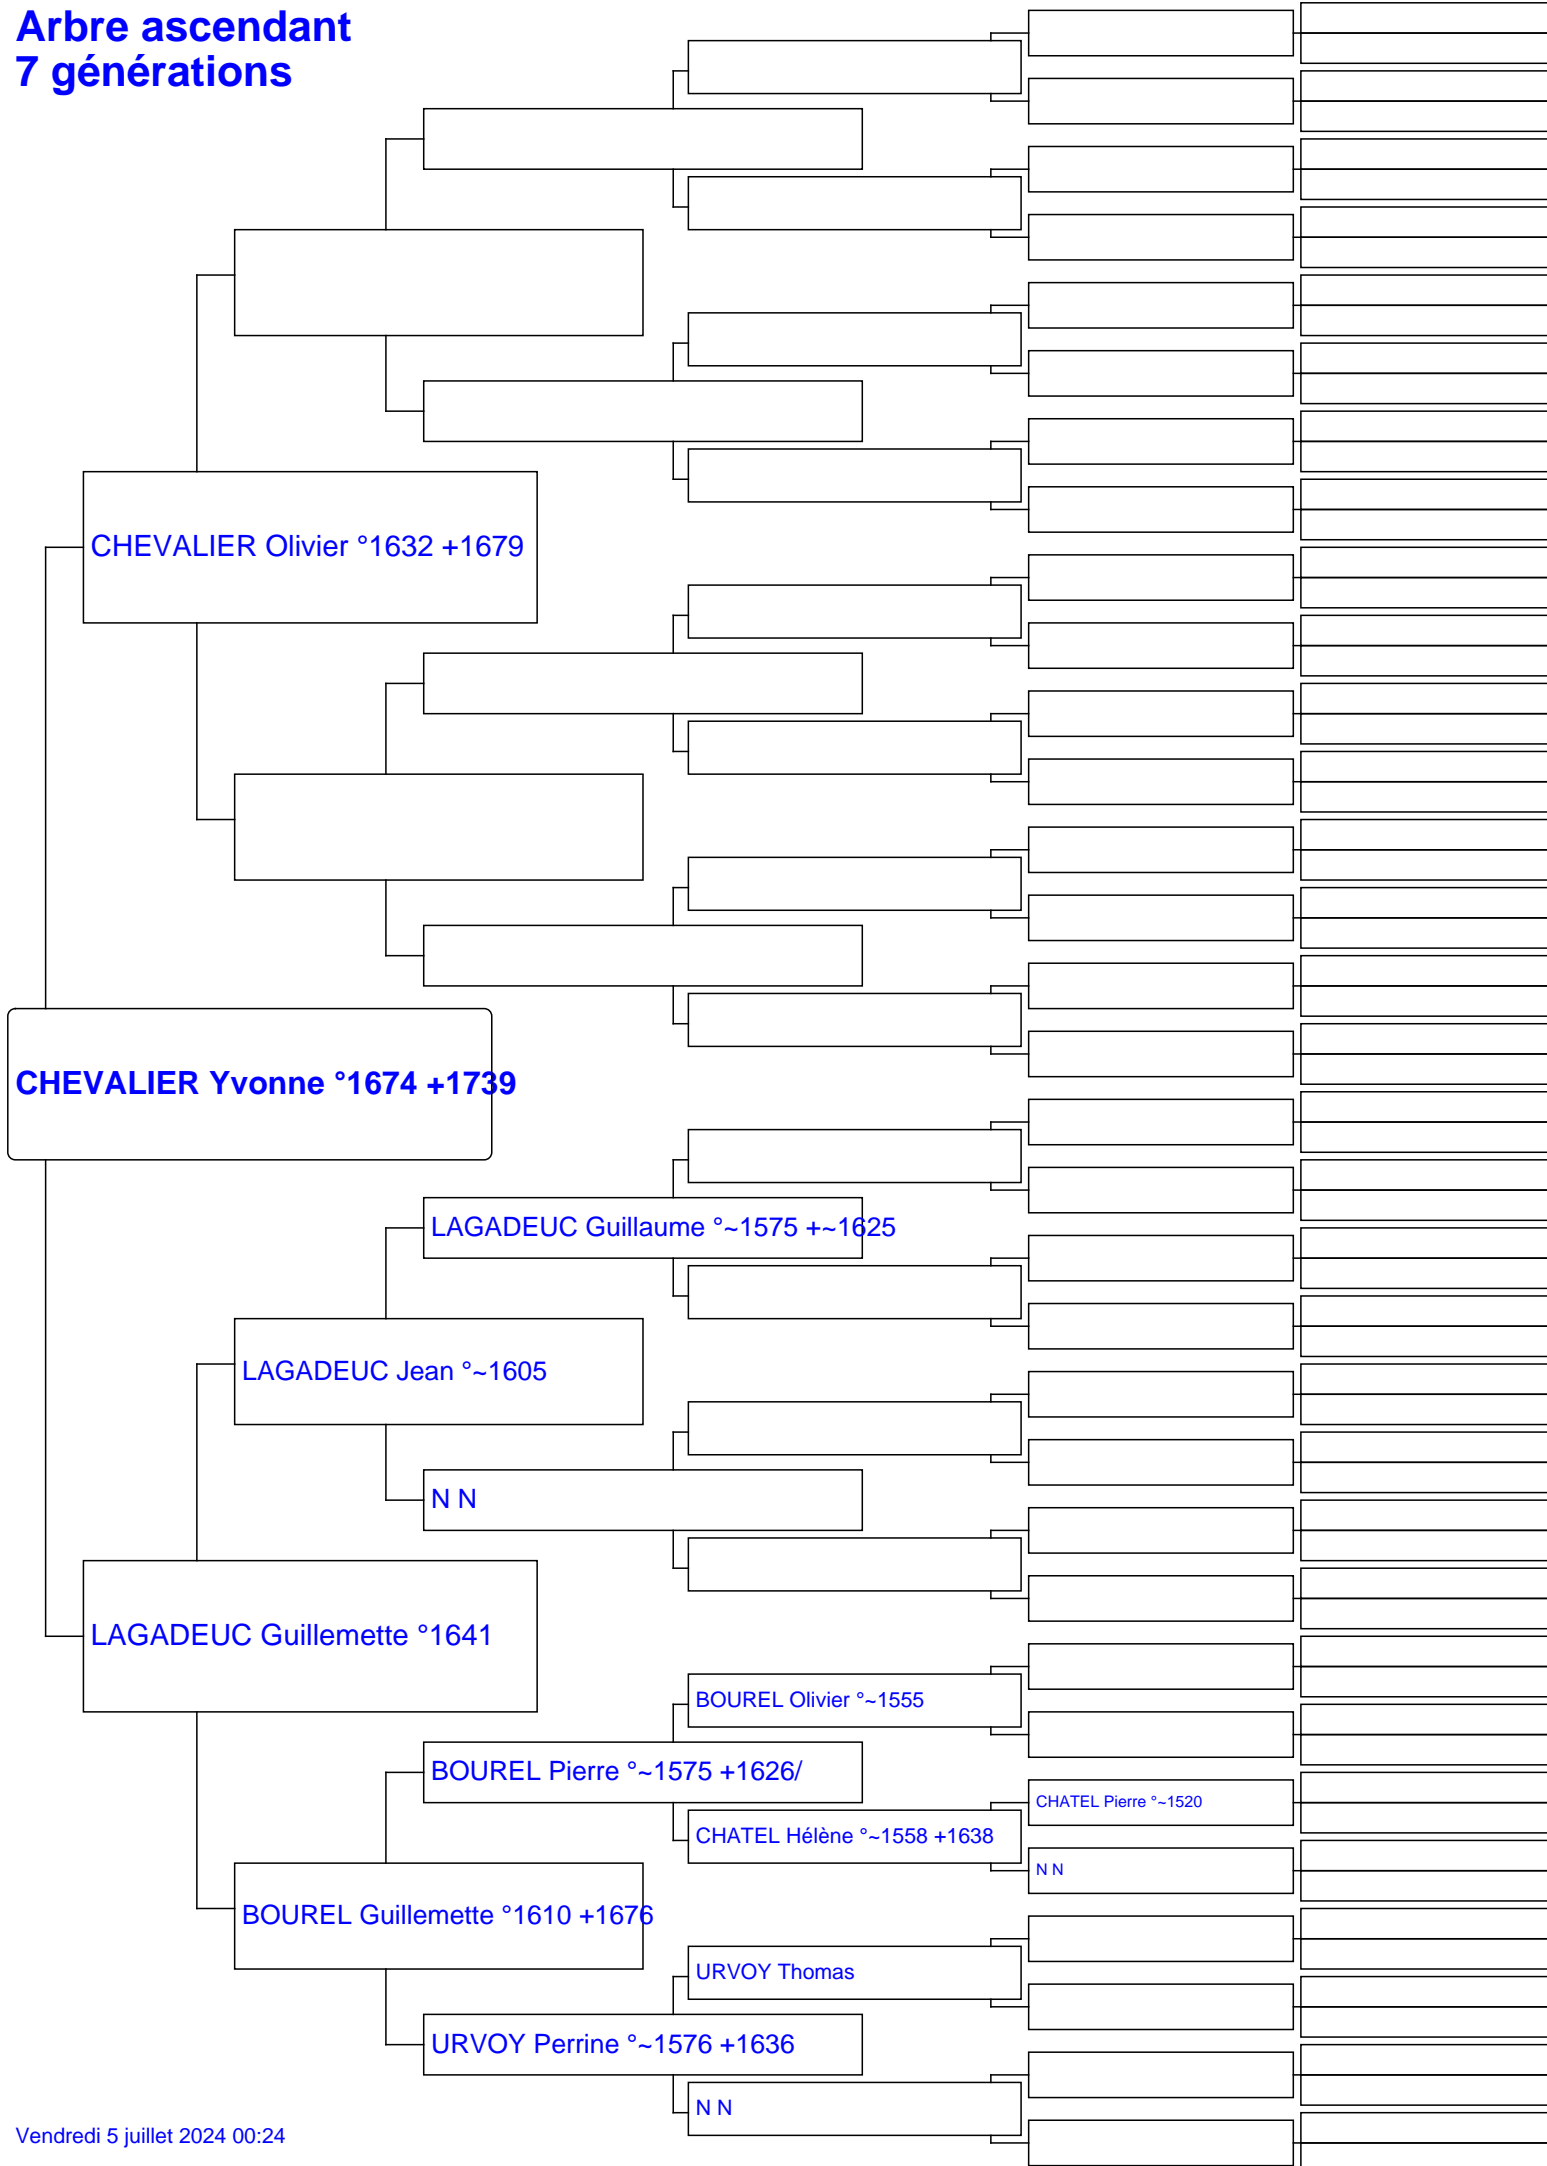 Arbre ascendant
7 générations
CHEVALIER Olivier °1632 +1679
CHEVALIER Yvonne °1674 +1739
LAGADEUC Guillaume °~1575 +~1625
LAGADEUC Jean °~1605
N N
LAGADEUC Guillemette °1641
BOUREL Olivier °~1555
BOUREL Pierre °~1575 +1626/
CHATEL Pierre °~1520
CHATEL Hélène °~1558 +1638
N N
BOUREL Guillemette °1610 +1676
URVOY Thomas
URVOY Perrine °~1576 +1636
N N
Vendredi 5 juillet 2024 00:24